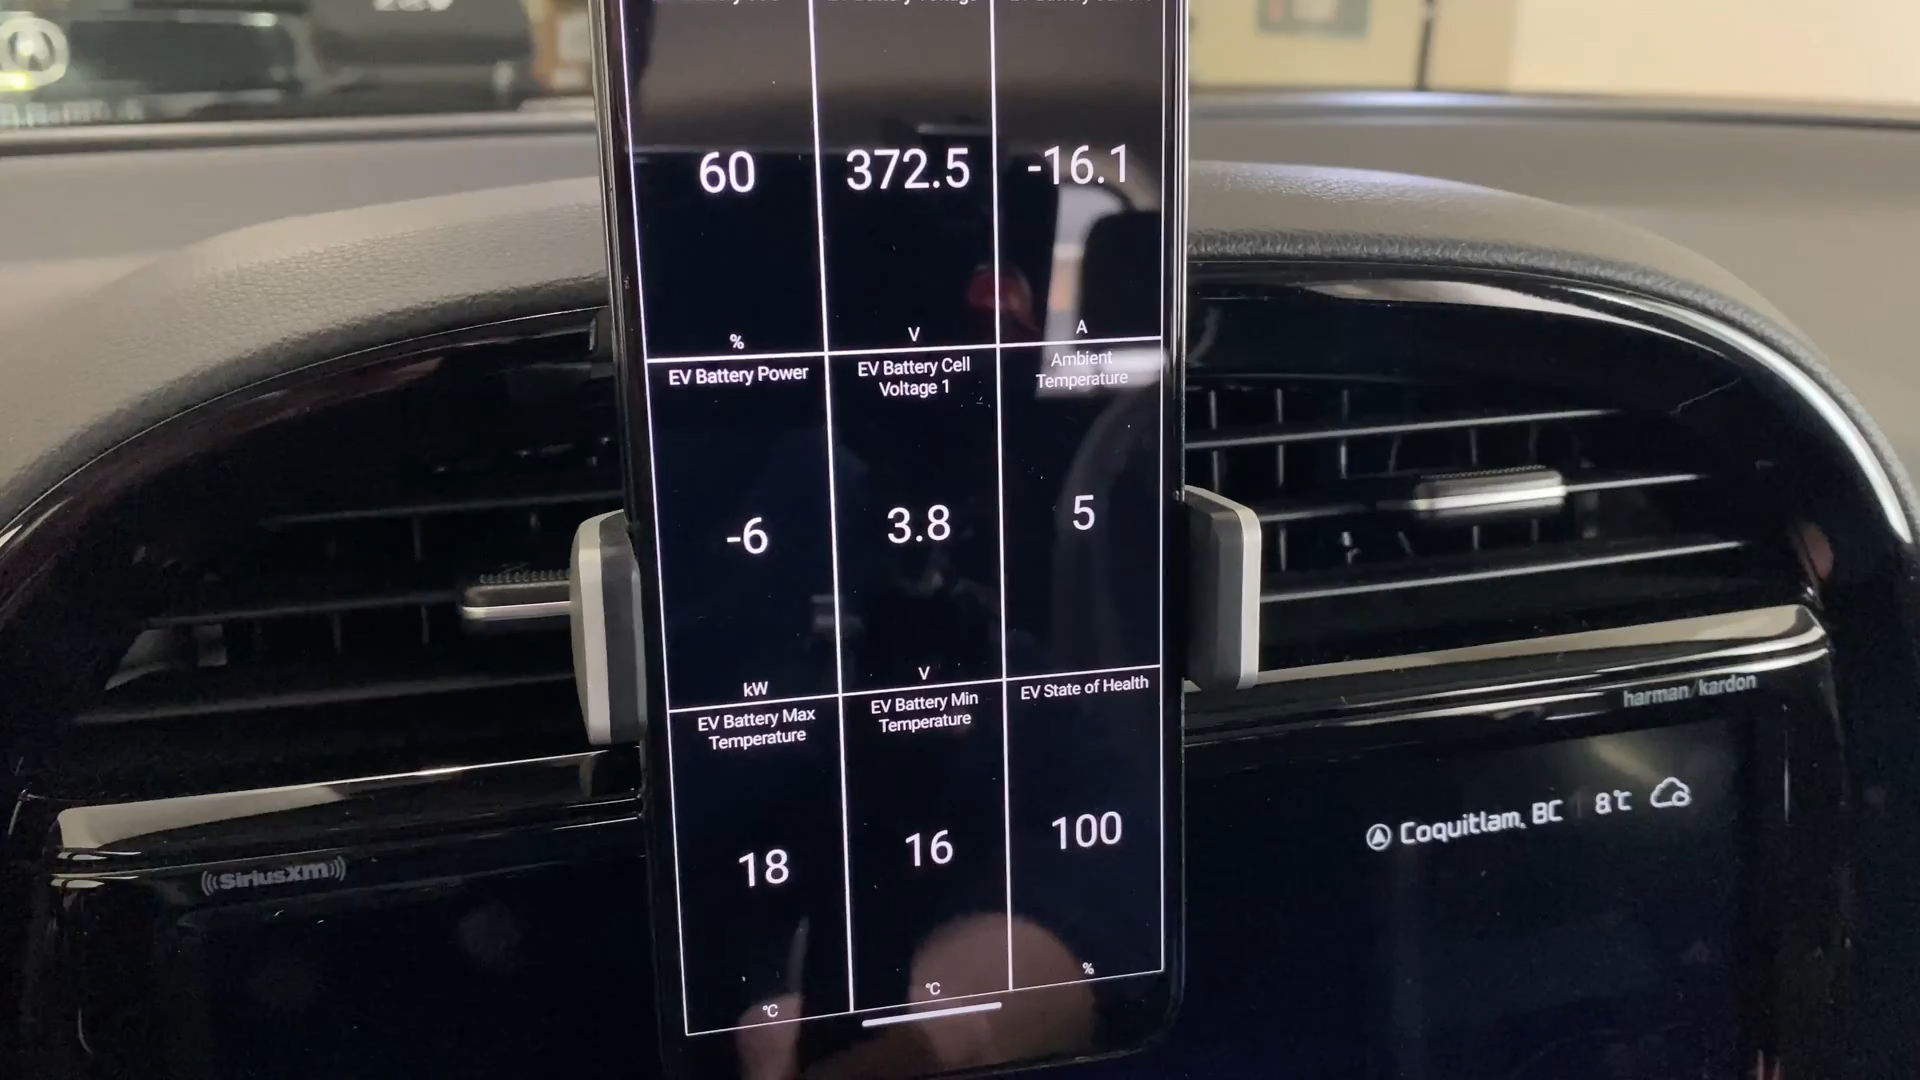 60
372.5
-16.1
%
V
A
EV Battery Power
EV Battery Cell
Voltage 1
Ambient
Temperature
-6
3.8
5
kW
V
EV Battery Max
Temperature
EV Battery Min
Temperature
EV State of Health
18
16
100
°C
°C
%
harman/kardon
Coquitlam, BC 8°C
((SiriusXM))